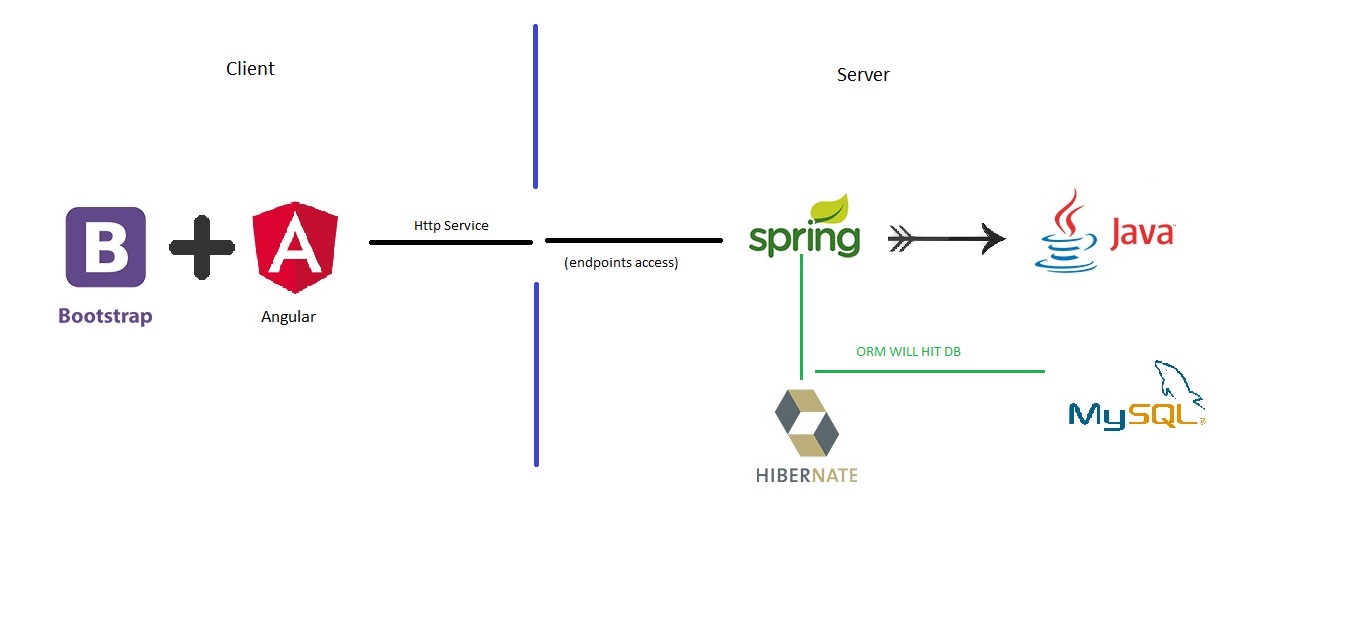 Client
Server
B
Bootstrap
A
Angular
Http Service
(endpoints access)
spring
Java
ORM WILL HIT DB
MySQL
HIBERNATE